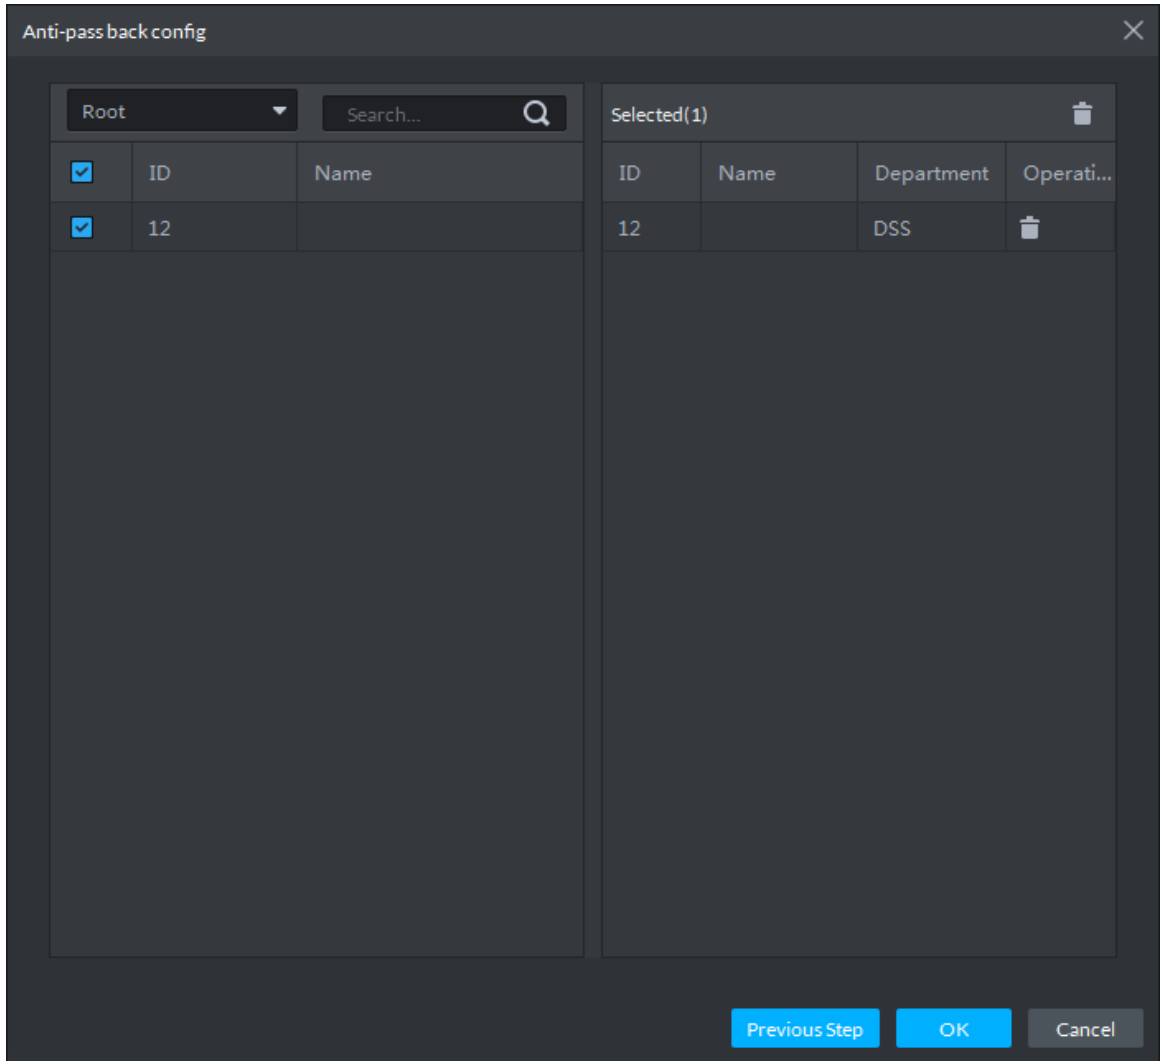 Anti-pass back config
Root
Search...
Selected(1)
ID Name
ID Name Department Operati...
12
12 DSS
Previous Step OK Cancel